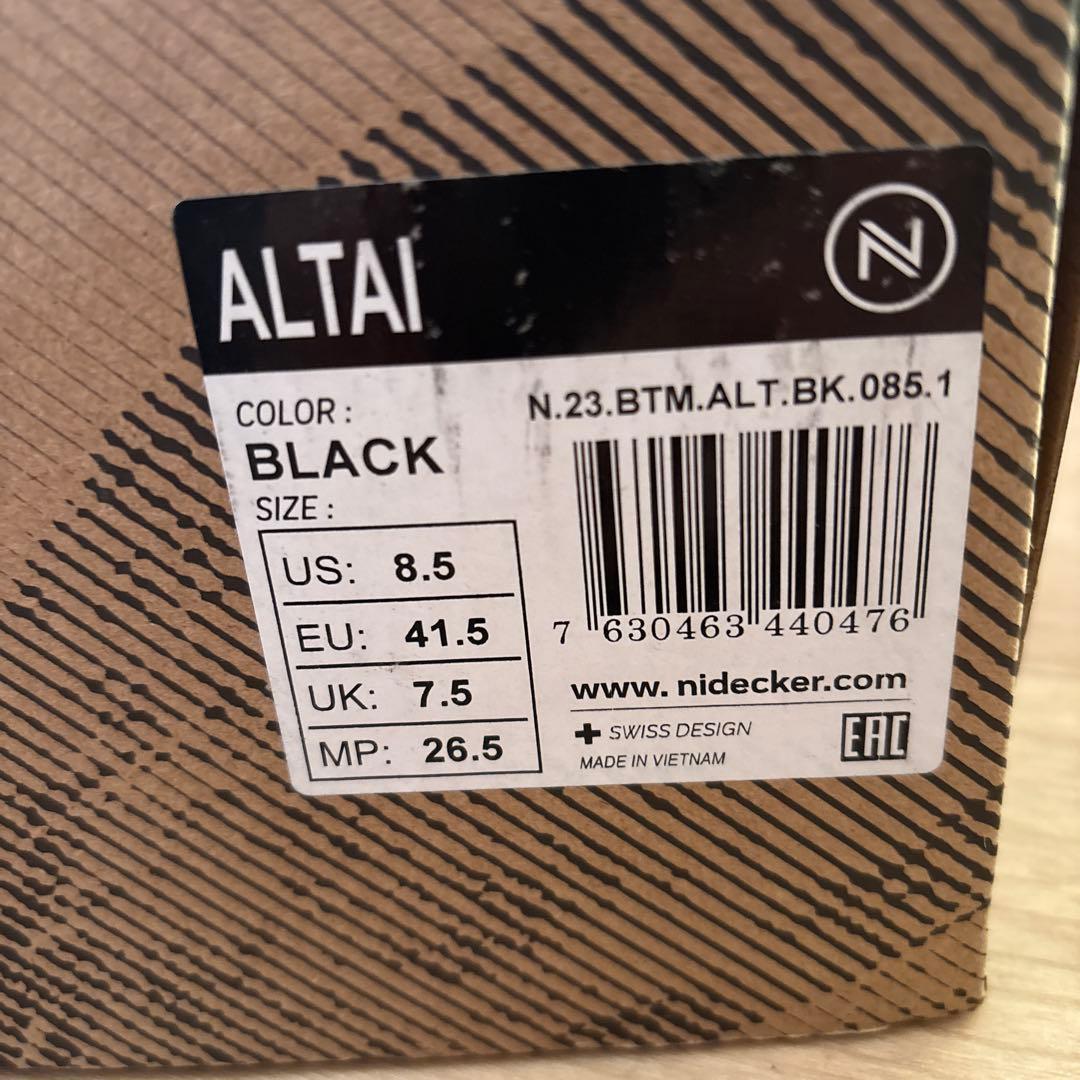 ALTAI
N
COLOR :
BLACK
SIZE :
US: 8.5
EU: 41.5
UK: 7.5
MP: 26.5
N.23.BTM.ALT.BK.085.1
7 630463 440476
www. nidecker.com
+ SWISS DESIGN
MADE IN VIETNAM
EAC